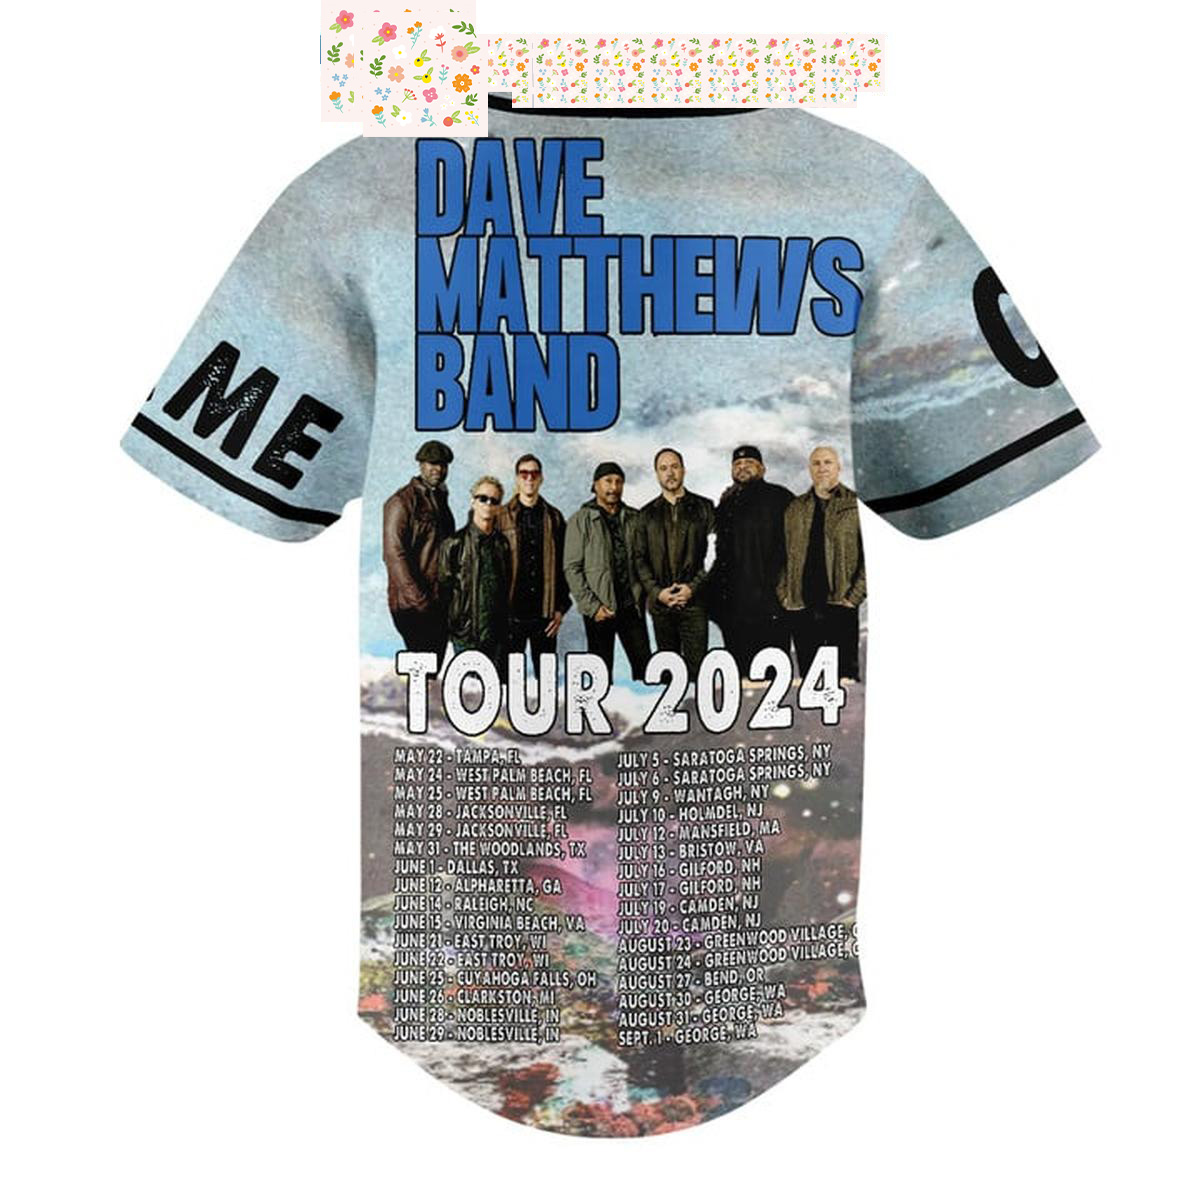 DAVE
MATTHEWS
BAND
ME
TOUR 2024
MAY 22 - TAMPA, FL
MAY 24 - WEST PALM BEACH, FL
MAY 25 - WEST PALM BEACH, FL
MAY 28 - JACKSONVILLE, FL
MAY 29 - JACKSONVILLE, FL
MAY 31 - THE WOODLANDS, TX
JUNE 1 - DALLAS, TX
JUNE 12 - ALPHARETTA, GA
JUNE 14 - RALEIGH, NC
JUNE 15 - VIRGINIA BEACH, VA
JUNE 21 - EAST TROY, WI
JUNE 22 - EAST TROY, WI
JUNE 25 - CUYAHOGA FALLS, OH
JUNE 26 - CLARKSTON, MI
JUNE 28 - NOBLESVILLE, IN
JUNE 29 - NOBLESVILLE, IN
JULY 5 - SARATOGA SPRINGS, NY
JULY 6 - SARATOGA SPRINGS, NY
JULY 9 - WANTAGH, NY
JULY 10 - HOLMDEL, NJ
JULY 12 - MANSFIELD, MA
JULY 13 - BRISTOW, VA
JULY 16 - GILFORD, NH
JULY 17 - GILFORD, NH
JULY 19 - CAMDEN, NJ
JULY 20 - CAMDEN, NJ
AUGUST 23 - GREENWOOD VILLAGE, C
AUGUST 24 - GREENWOOD VILLAGE, C
AUGUST 27 - BEND, OR
AUGUST 30 - GEORGE, WA
AUGUST 31 - GEORGE, WA
SEPT. 1 - GEORGE, WA